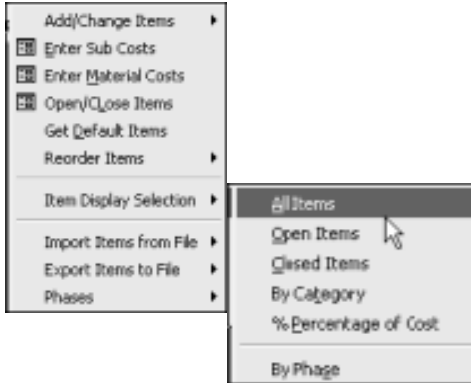 Add/Change Items
Enter Sub Costs
Enter Material Costs
Open/Close Items
Get Default Items
Reorder Items
Item Display Selection
Import Items from File
Export Items to File
Phases
All Items
Open Items
Closed Items
By Category
% Percentage of Cost
By Phase